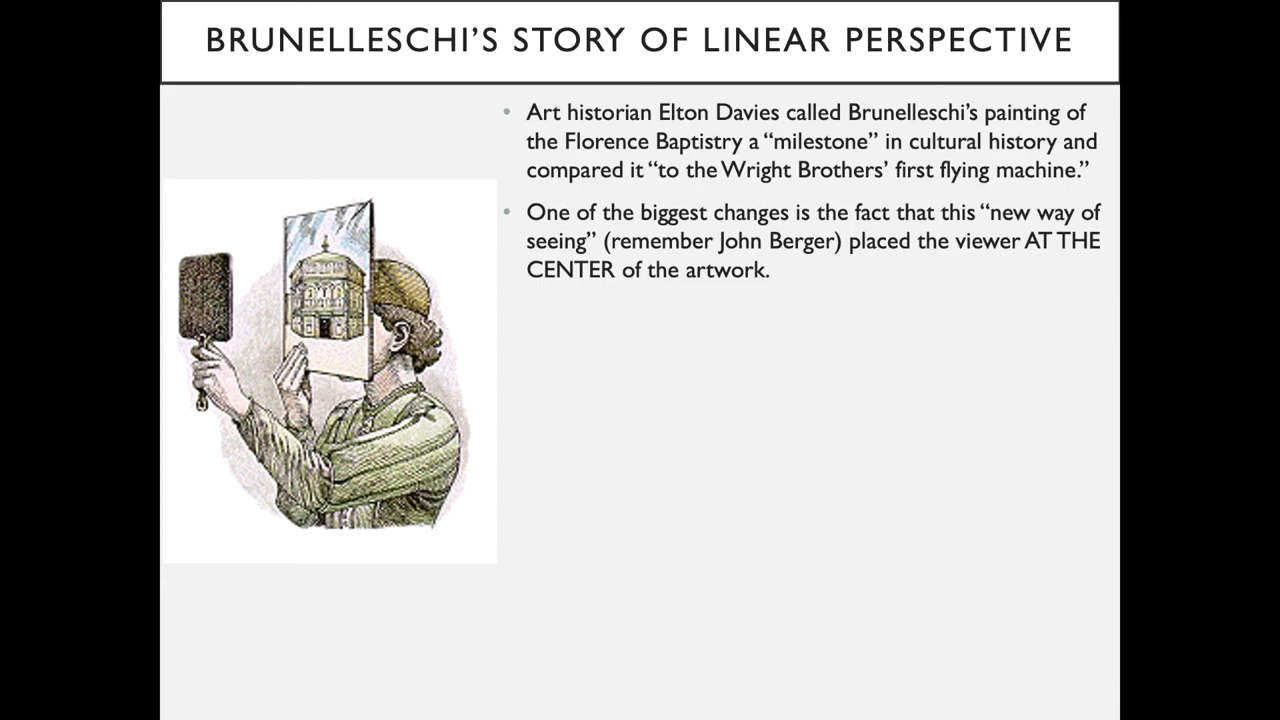 BRUNELLESCHI’S STORY OF LINEAR PERSPECTIVE
• Art historian Elton Davies called Brunelleschi’s painting of
the Florence Baptistry a “milestone” in cultural history and
compared it “to the Wright Brothers’ first flying machine.”
• One of the biggest changes is the fact that this “new way of
seeing” (remember John Berger) placed the viewer AT THE
CENTER of the artwork.